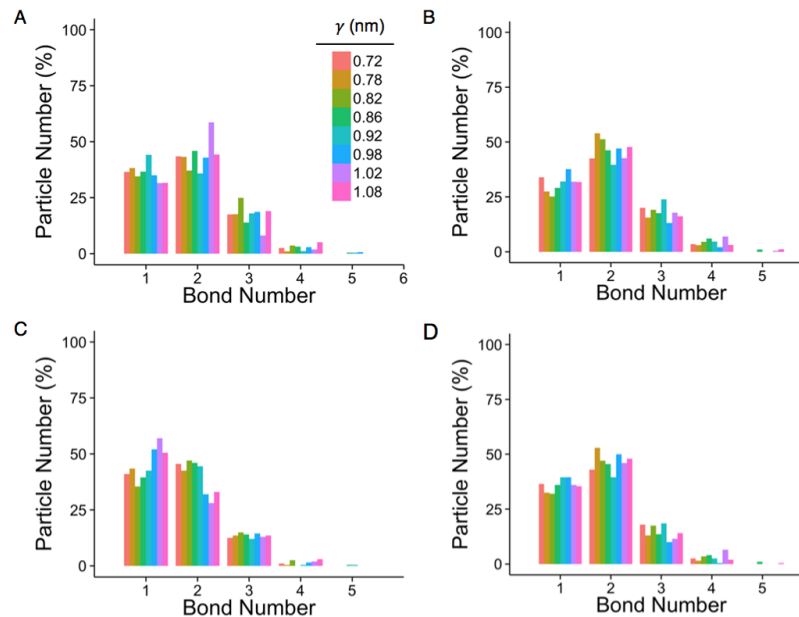 A
γ (nm)
0.72
0.78
0.82
0.86
0.92
0.98
1.02
1.08
100
75
50
25
0
Particle Number (%)
1 2 3 4 5 6
Bond Number
B
100
75
50
25
0
Particle Number (%)
1 2 3 4 5
Bond Number
C
100
75
50
25
0
Particle Number (%)
1 2 3 4 5
Bond Number
D
100
75
50
25
0
Particle Number (%)
1 2 3 4 5
Bond Number